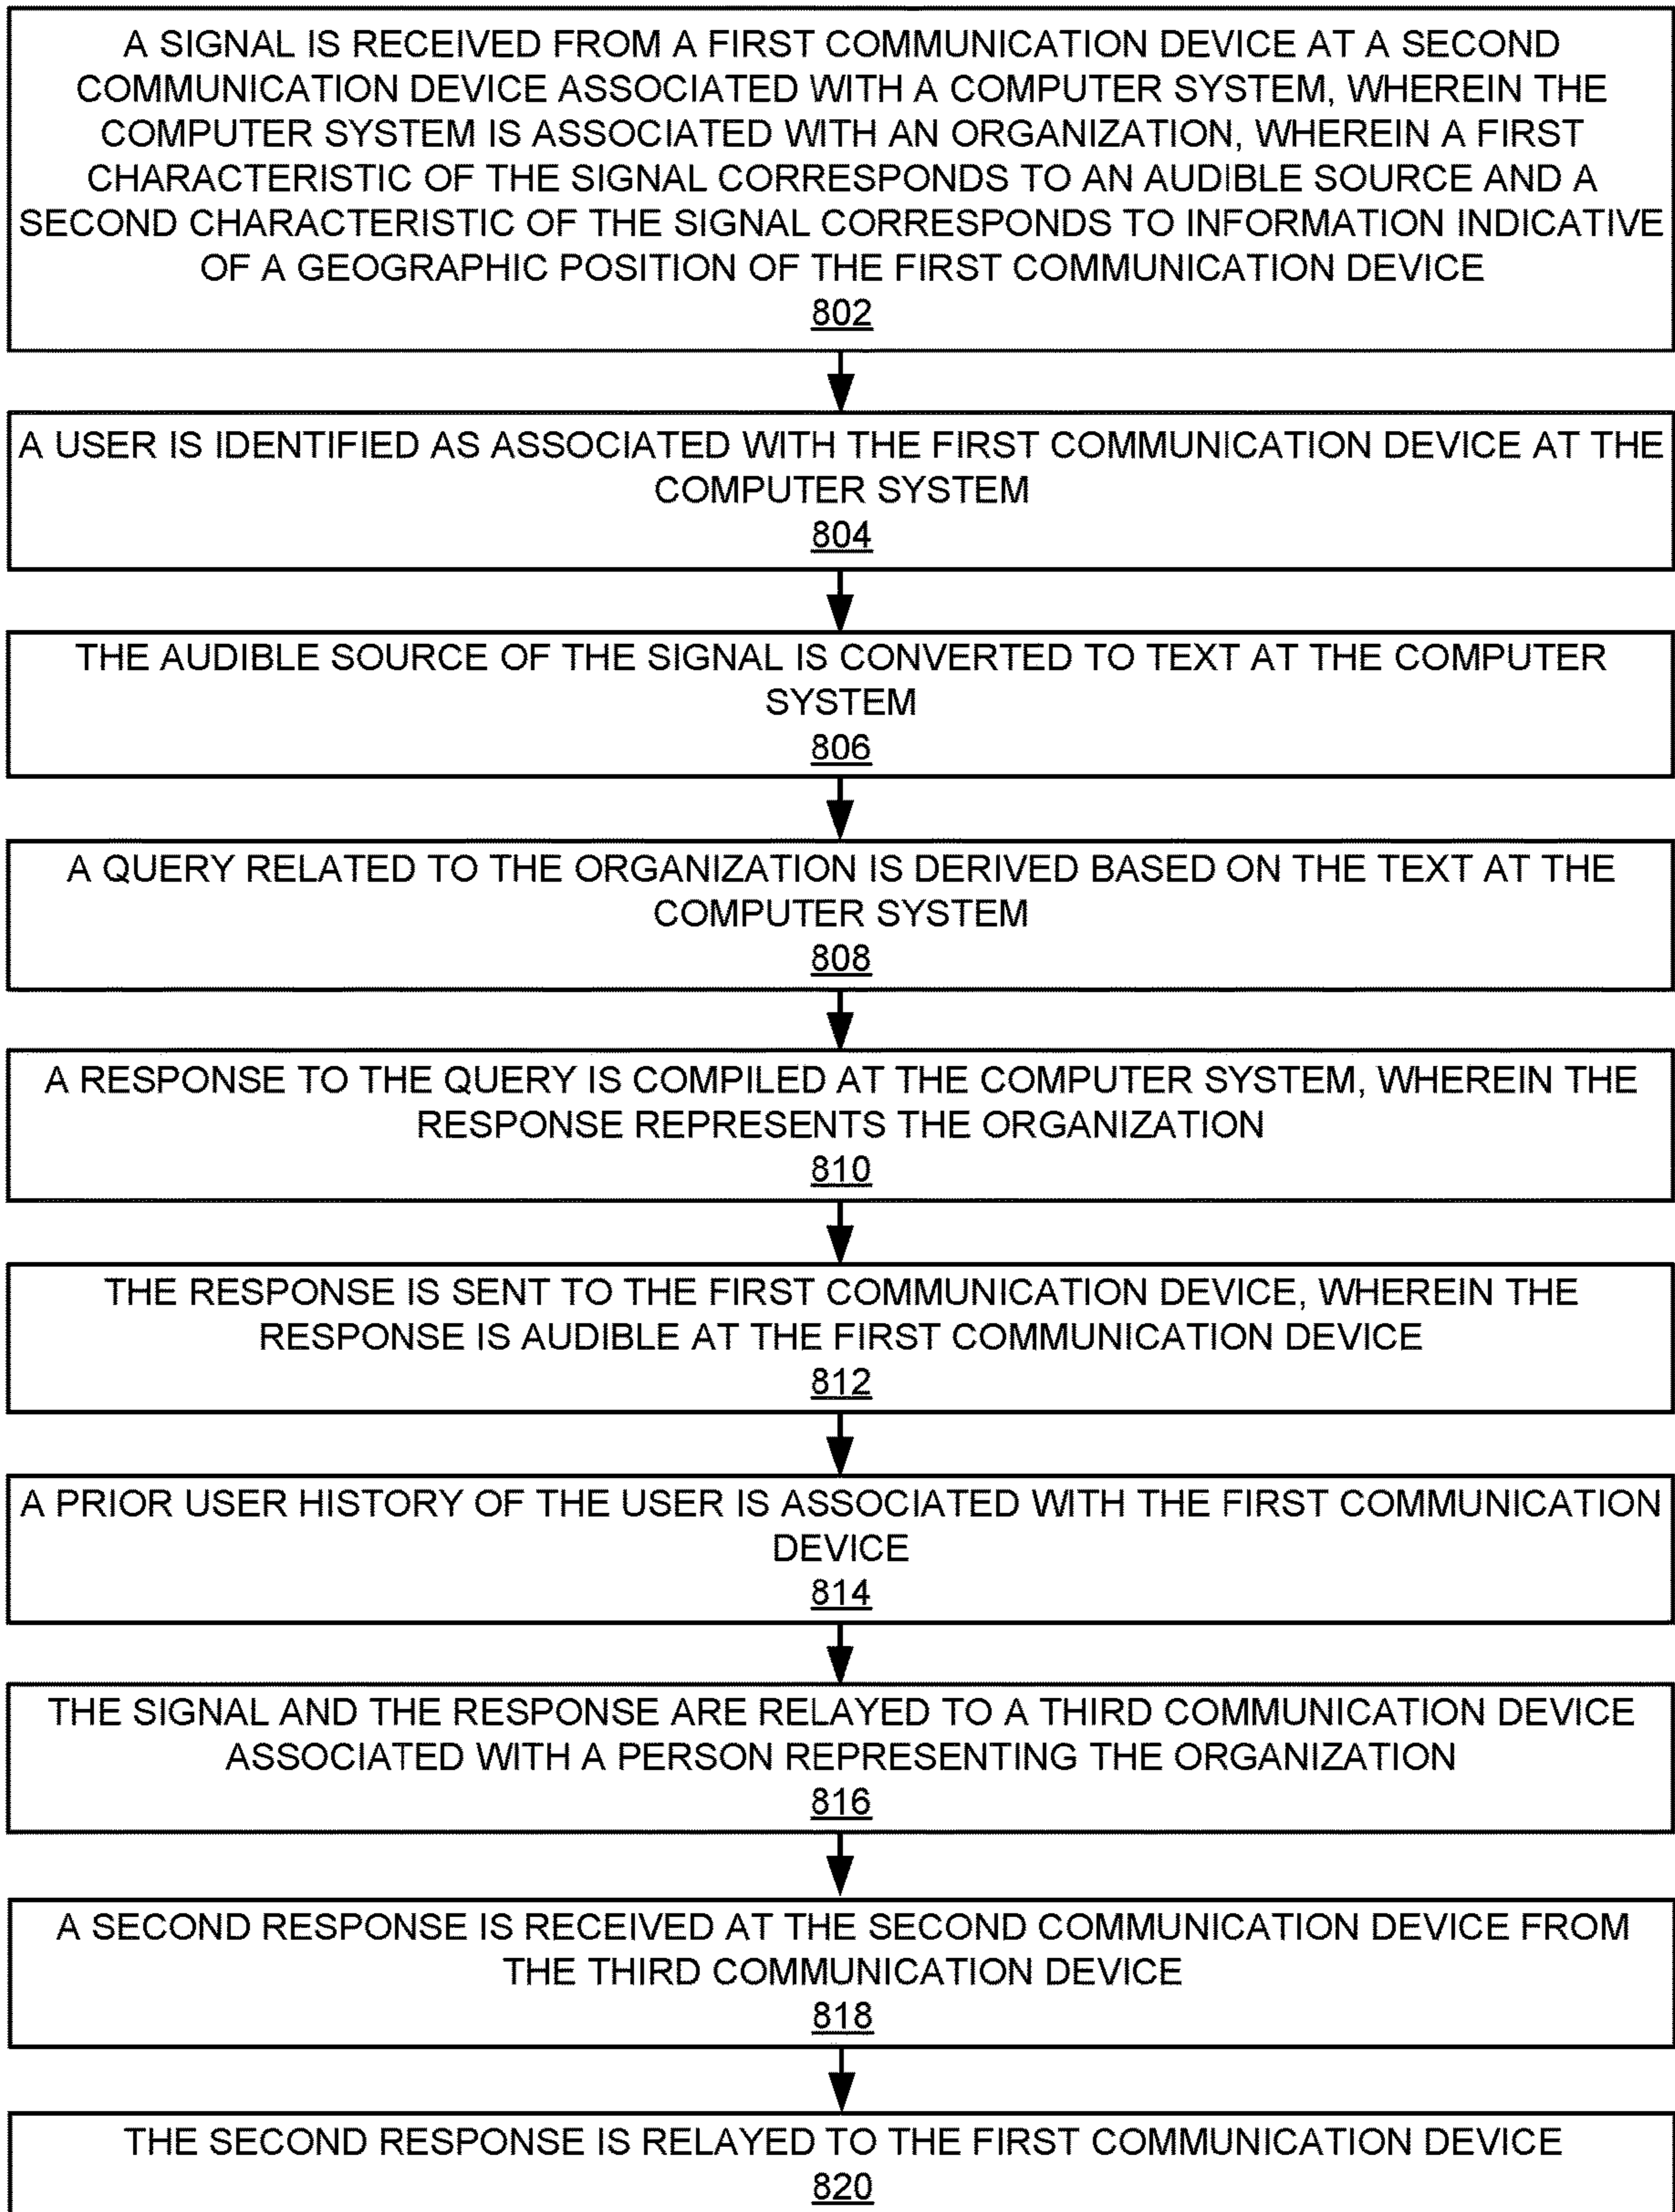 A SIGNAL IS RECEIVED FROM A FIRST COMMUNICATION DEVICE AT A SECOND
COMMUNICATION DEVICE ASSOCIATED WITH A COMPUTER SYSTEM, WHEREIN THE
COMPUTER SYSTEM IS ASSOCIATED WITH AN ORGANIZATION, WHEREIN A FIRST
CHARACTERISTIC OF THE SIGNAL CORRESPONDS TO AN AUDIBLE SOURCE AND A
SECOND CHARACTERISTIC OF THE SIGNAL CORRESPONDS TO INFORMATION INDICATIVE
OF A GEOGRAPHIC POSITION OF THE FIRST COMMUNICATION DEVICE
802
A USER IS IDENTIFIED AS ASSOCIATED WITH THE FIRST COMMUNICATION DEVICE AT THE
COMPUTER SYSTEM
804
THE AUDIBLE SOURCE OF THE SIGNAL IS CONVERTED TO TEXT AT THE COMPUTER
SYSTEM
806
A QUERY RELATED TO THE ORGANIZATION IS DERIVED BASED ON THE TEXT AT THE
COMPUTER SYSTEM
808
A RESPONSE TO THE QUERY IS COMPILED AT THE COMPUTER SYSTEM, WHEREIN THE
RESPONSE REPRESENTS THE ORGANIZATION
810
THE RESPONSE IS SENT TO THE FIRST COMMUNICATION DEVICE, WHEREIN THE
RESPONSE IS AUDIBLE AT THE FIRST COMMUNICATION DEVICE
812
A PRIOR USER HISTORY OF THE USER IS ASSOCIATED WITH THE FIRST COMMUNICATION
DEVICE
814
THE SIGNAL AND THE RESPONSE ARE RELAYED TO A THIRD COMMUNICATION DEVICE
ASSOCIATED WITH A PERSON REPRESENTING THE ORGANIZATION
816
A SECOND RESPONSE IS RECEIVED AT THE SECOND COMMUNICATION DEVICE FROM
THE THIRD COMMUNICATION DEVICE
818
THE SECOND RESPONSE IS RELAYED TO THE FIRST COMMUNICATION DEVICE
820